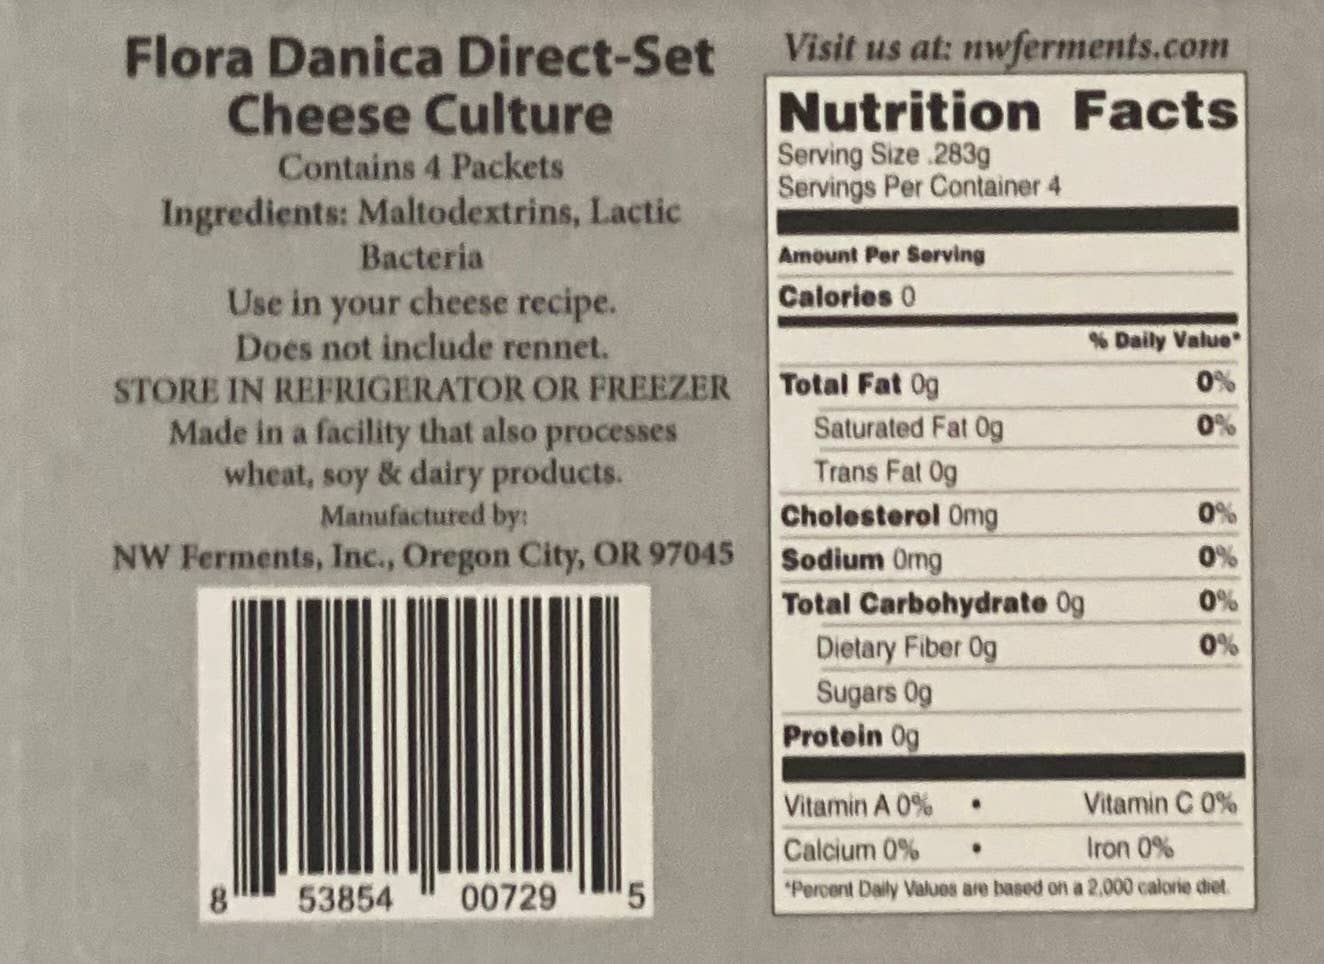 Flora Danica Direct-Set
Cheese Culture
Contains 4 Packets
Ingredients: Maltodextrins, Lactic
Bacteria
Use in your cheese recipe.
Does not include rennet.
STORE IN REFRIGERATOR OR FREEZER
Made in a facility that also processes
wheat, soy & dairy products.
Manufactured by:
NW Ferments, Inc., Oregon City, OR 97045
8 53854 00729 5
Visit us at: nwferments.com
Nutrition Facts
Serving Size .283g
Servings Per Container 4
Amount Per Serving
Calories 0
% Daily Value*
Total Fat 0g 0%
Saturated Fat 0g 0%
Trans Fat 0g
Cholesterol 0mg 0%
Sodium 0mg 0%
Total Carbohydrate 0g 0%
Dietary Fiber 0g 0%
Sugars 0g
Protein 0g
Vitamin A 0% • Vitamin C 0%
Calcium 0% • Iron 0%
*Percent Daily Values are based on a 2,000 calorie diet.